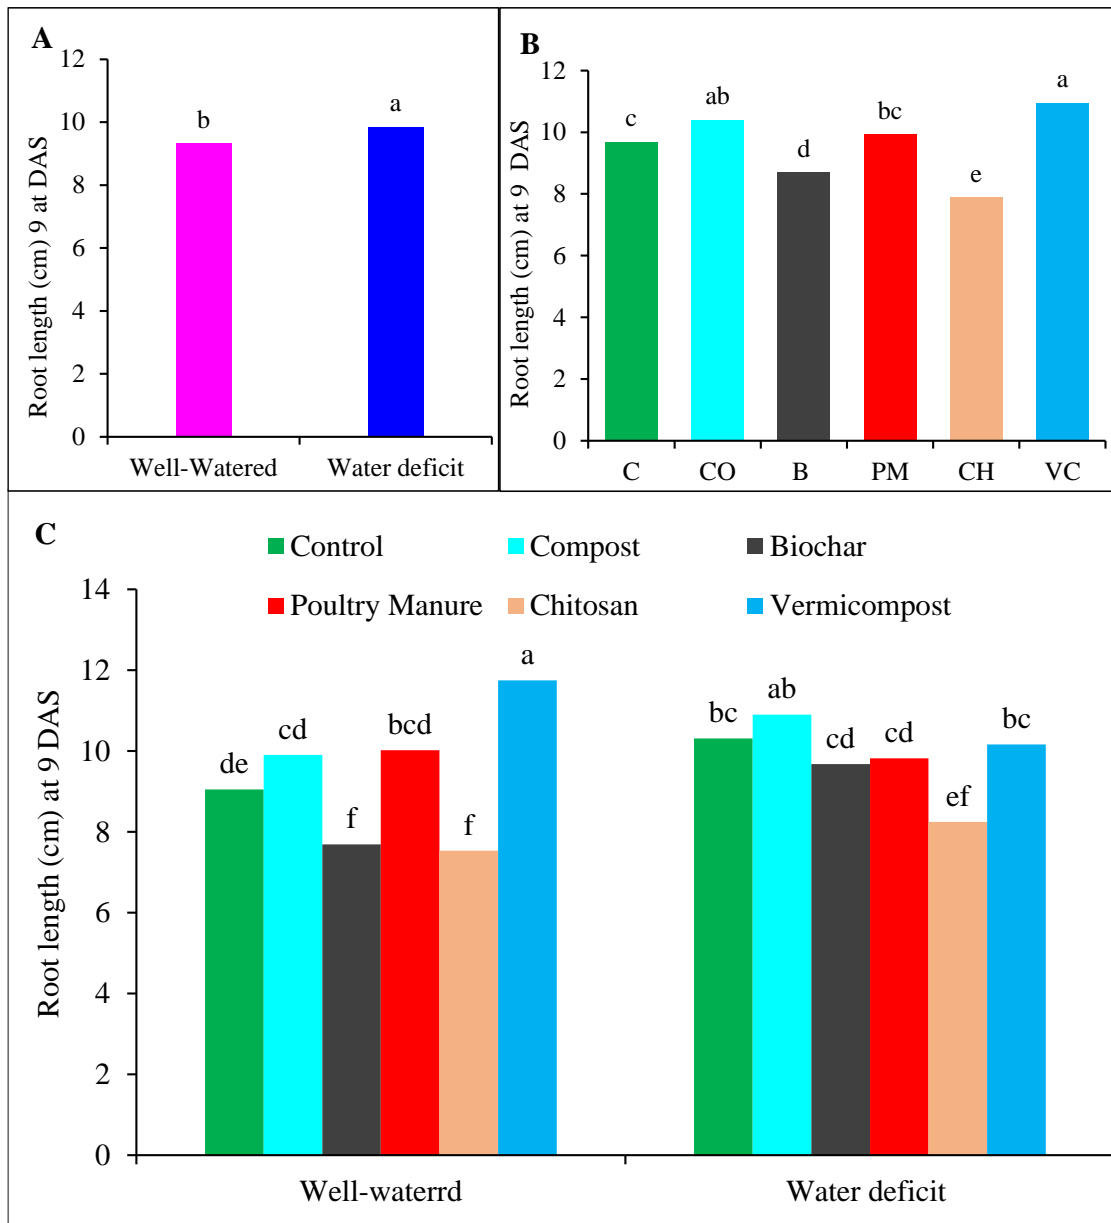 A
Root length (cm) 9 at DAS
12
10
8
6
4
2
0
b
a
Well-Watered
Water deficit
B
Root length (cm) at 9 DAS
12
10
8
6
4
2
0
c
ab
d
bc
e
a
C
CO
B
PM
CH
VC
C
Control
Compost
Biochar
Poultry Manure
Chitosan
Vermicompost
Root length (cm) at 9 DAS
14
12
10
8
6
4
2
0
de
cd
f
bcd
f
a
bc
ab
cd
cd
ef
bc
Well-waterrd
Water deficit